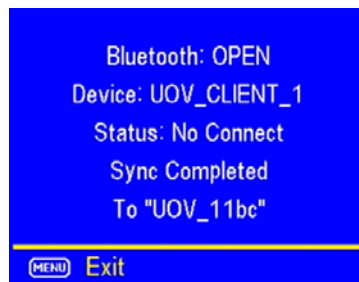 Bluetooth: OPEN
Device: UOV_CLIENT_1
Status: No Connect
Sync Completed
To "UOV_11bc"
MENU Exit